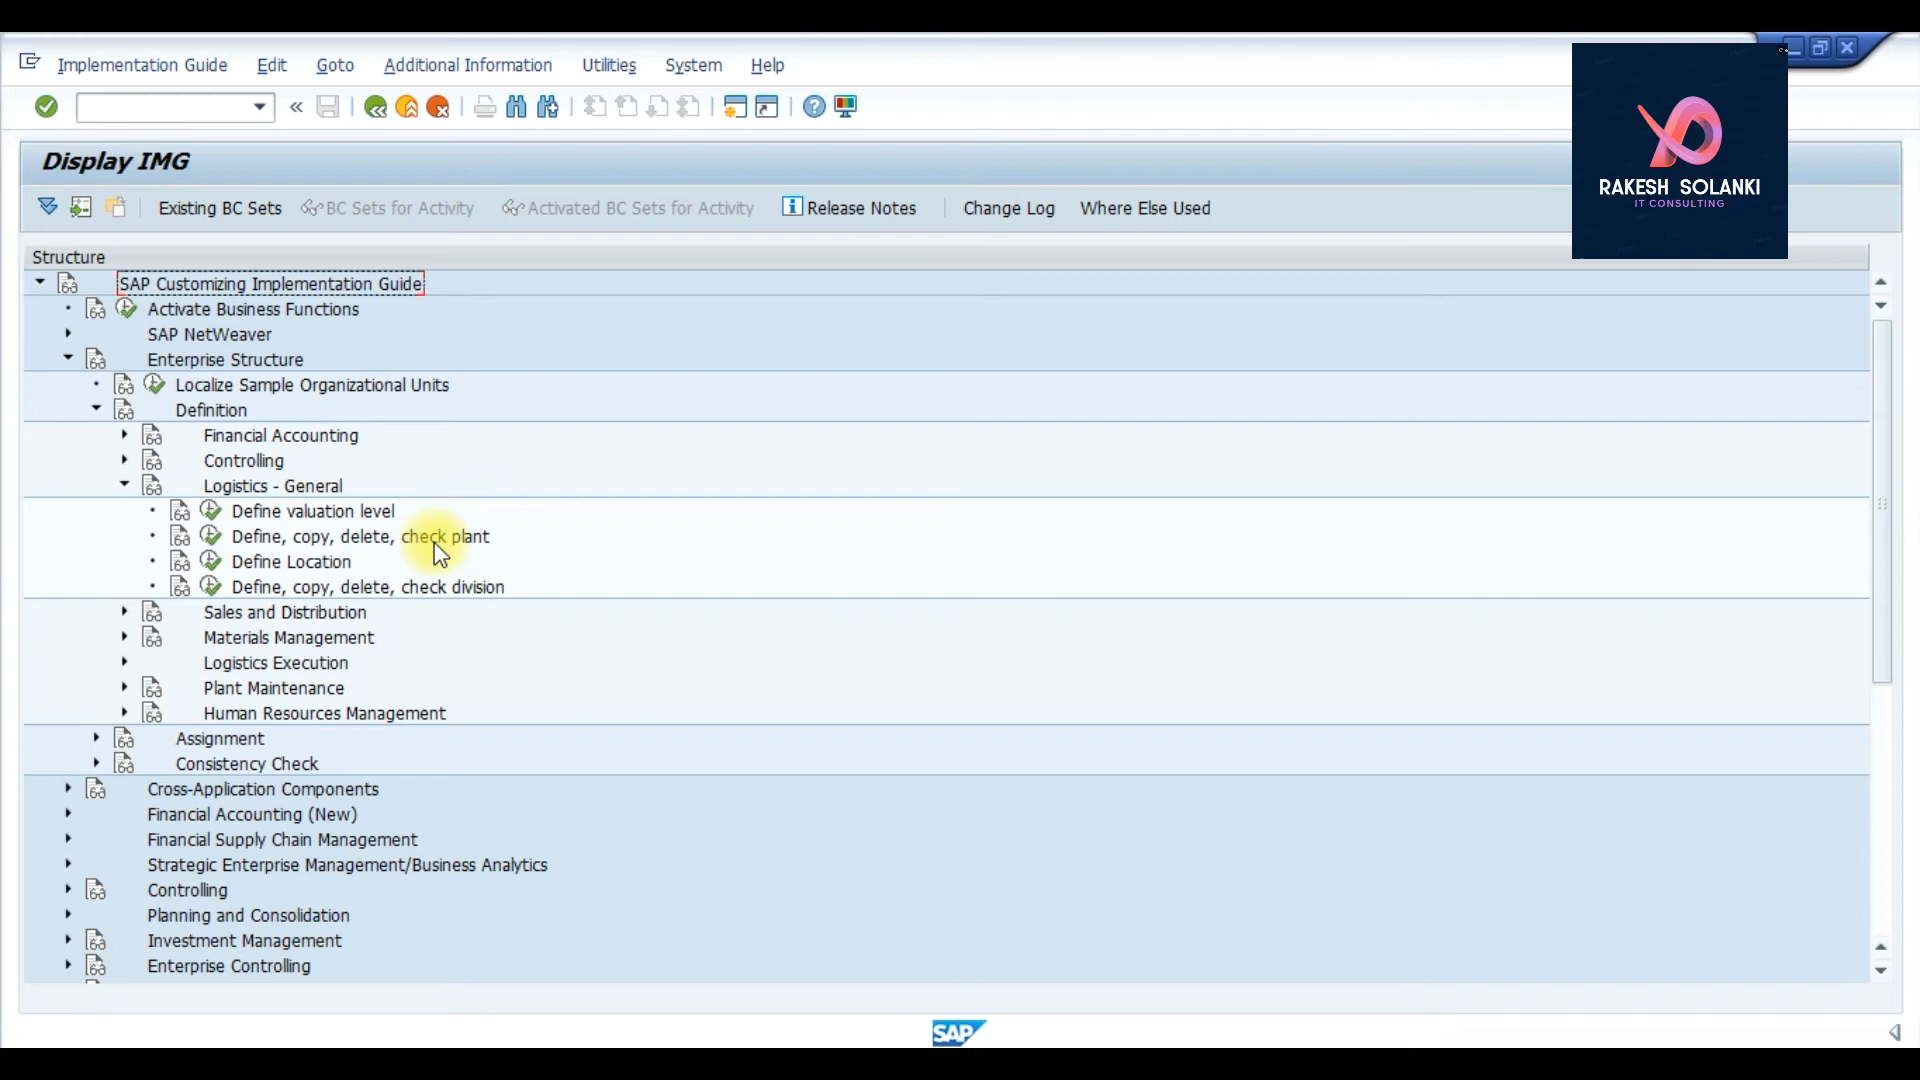 Implementation Guide Edit Goto Additional Information Utilities System Help
Display IMG
Existing BC Sets BC Sets for Activity Activated BC Sets for Activity Release Notes Change Log Where Else Used
RAKESH SOLANKI
IT CONSULTING
Structure
SAP Customizing Implementation Guide
Activate Business Functions
SAP NetWeaver
Enterprise Structure
Localize Sample Organizational Units
Definition
Financial Accounting
Controlling
Logistics - General
Define valuation level
Define, copy, delete, check plant
Define Location
Define, copy, delete, check division
Sales and Distribution
Materials Management
Logistics Execution
Plant Maintenance
Human Resources Management
Assignment
Consistency Check
Cross-Application Components
Financial Accounting (New)
Financial Supply Chain Management
Strategic Enterprise Management/Business Analytics
Controlling
Planning and Consolidation
Investment Management
Enterprise Controlling
SAP